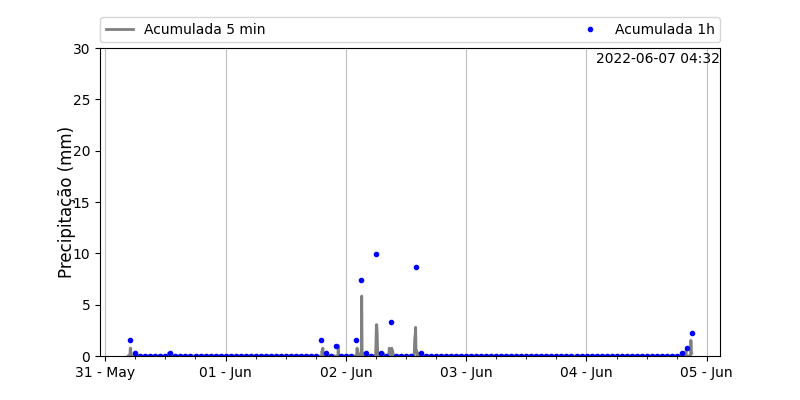 Acumulada 5 min
Acumulada 1h
2022-06-07 04:32
Precipitação (mm)
30
25
20
15
10
5
0
31 - May
01 - Jun
02 - Jun
03 - Jun
04 - Jun
05 - Jun